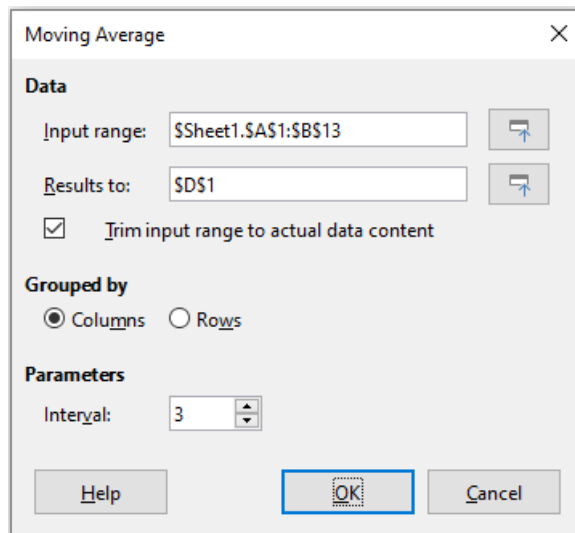 Moving Average
Data
Input range: $Sheet1.$A$1:$B$13
Results to: $D$1
Trim input range to actual data content
Grouped by
Columns Rows
Parameters
Interval: 3
Help OK Cancel